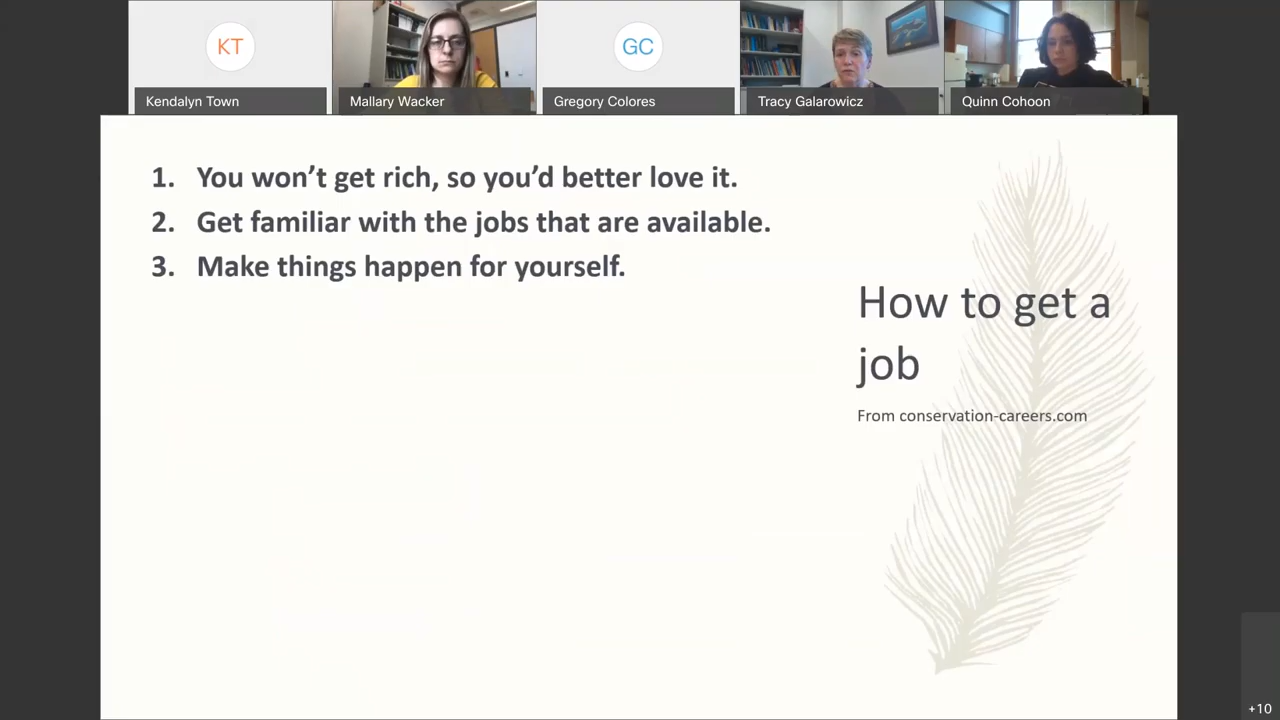 KT
GC
Kendalyn Town
Mallary Wacker
Gregory Colores
Tracy Galarowicz
Quinn Cohoon
1. You won’t get rich, so you’d better love it.
2. Get familiar with the jobs that are available.
3. Make things happen for yourself.
How to get a
job
From conservation-careers.com
+10